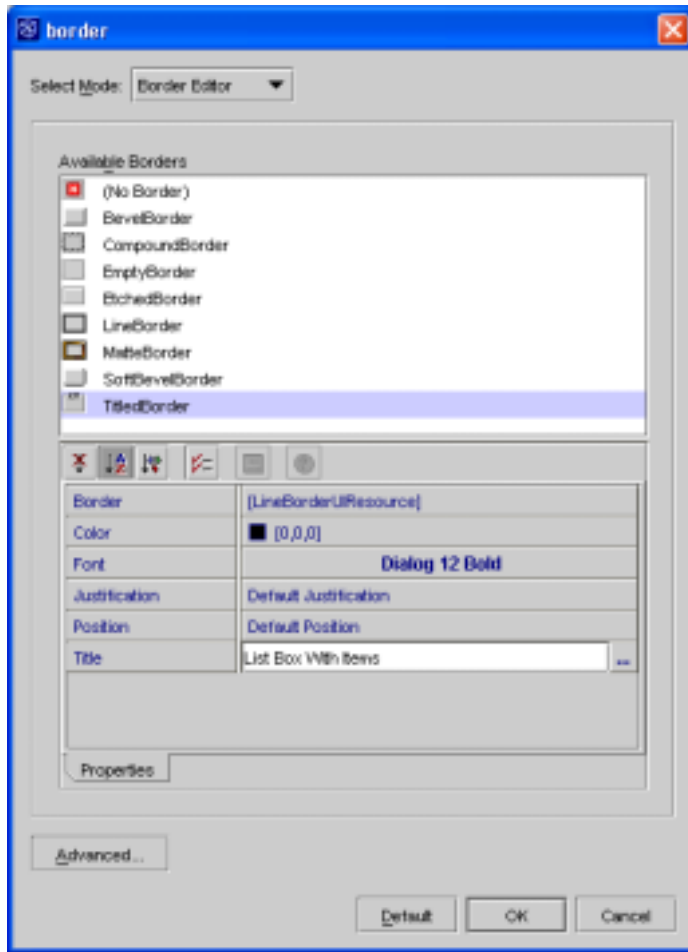 border
Select Mode: Border Editor
Available Borders
(No Border)
BevelBorder
CompoundBorder
EmptyBorder
EtchedBorder
LineBorder
MatteBorder
SoftBevelBorder
TitledBorder
Border [LineBorderUIResource]
Color [0,0,0]
Font Dialog 12 Bold
Justification Default Justification
Position Default Position
Title List Box With Items ...
Properties
Advanced...
Default OK Cancel